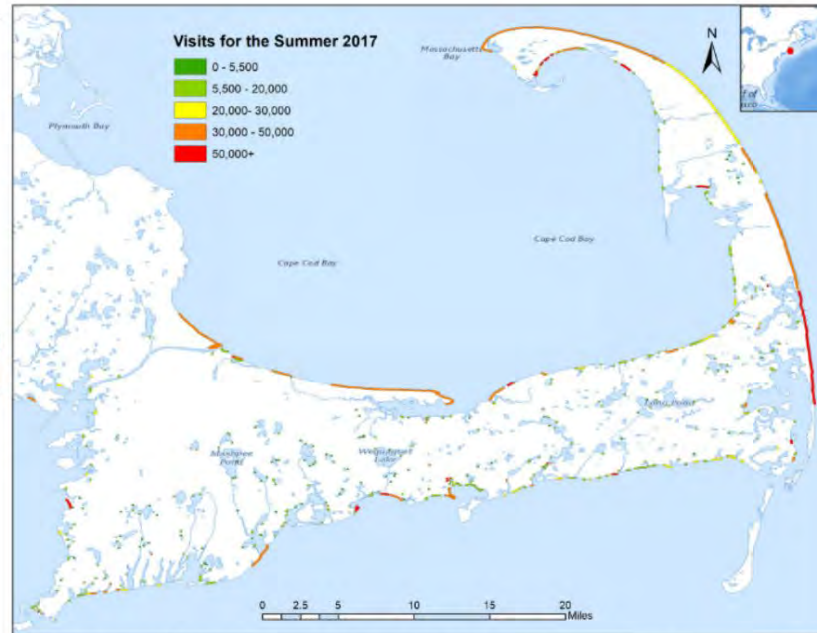 Visits for the Summer 2017
0 - 5,500
5,500 - 20,000
20,000- 30,000
30,000 - 50,000
50,000+
Massachusetts
Bay
N
Plymouth Bay
Cape Cod Bay
Cape Cod Bay
Long Pond
Mashpee
Pond
Wequaquet
Lake
0 2.5 5 10 15 20
Miles